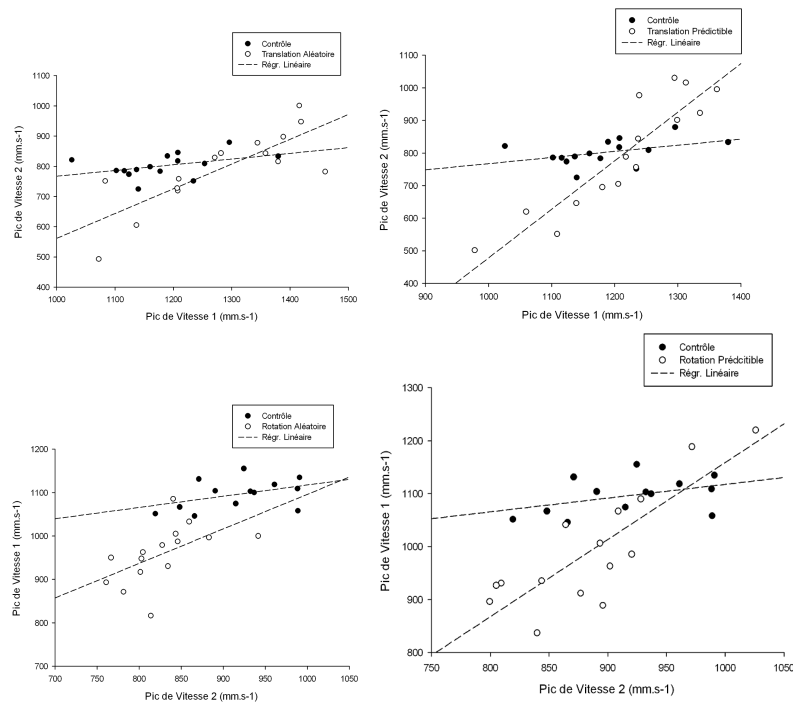 Contrôle
Translation Aléatoire
Régr. Linéaire
1100
1000
900
800
700
600
500
400
1000
1100
1200
1300
1400
1500
Pic de Vitesse 2 (mm.s-1)
Pic de Vitesse 1 (mm.s-1)
Contrôle
Translation Prédictible
Régr. Linéaire
1100
1000
900
800
700
600
500
400
900
1000
1100
1200
1300
1400
Pic de Vitesse 2 (mm.s-1)
Pic de Vitesse 1 (mm.s-1)
Contrôle
Rotation Aléatoire
Régr. Linéaire
1200
1100
1000
900
800
700
700
750
800
850
900
950
1000
1050
Pic de Vitesse 1 (mm.s-1)
Pic de Vitesse 2 (mm.s-1)
Contrôle
Rotation Prédcitible
Régr. Linéaire
1300
1200
1100
1000
900
800
750
800
850
900
950
1000
1050
Pic de Vitesse 1 (mm.s-1)
Pic de Vitesse 2 (mm.s-1)